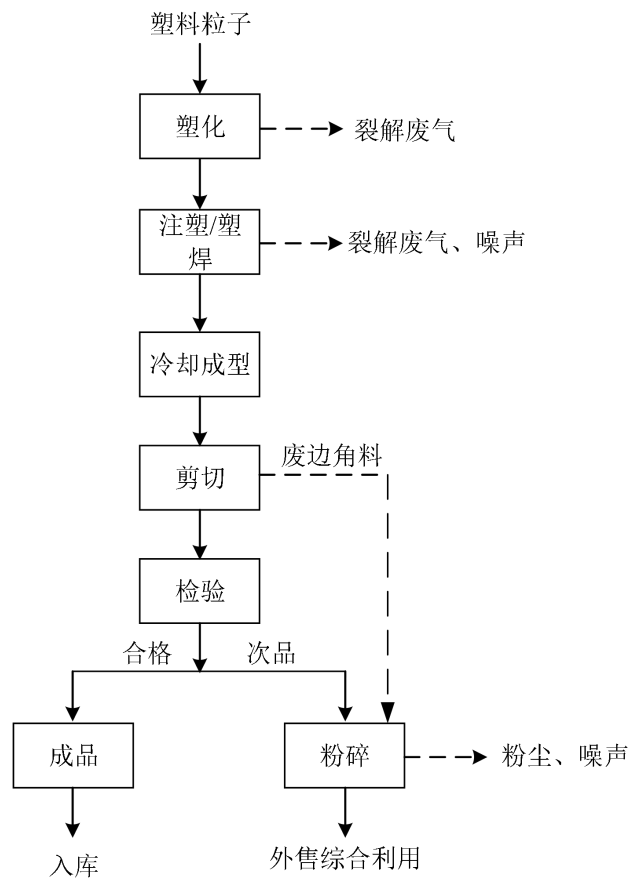 塑料粒子
塑化
裂解废气
注塑/塑
焊
裂解废气、噪声
冷却成型
废边角料
剪切
检验
合格
次品
成品
粉碎
粉尘、噪声
入库
外售综合利用